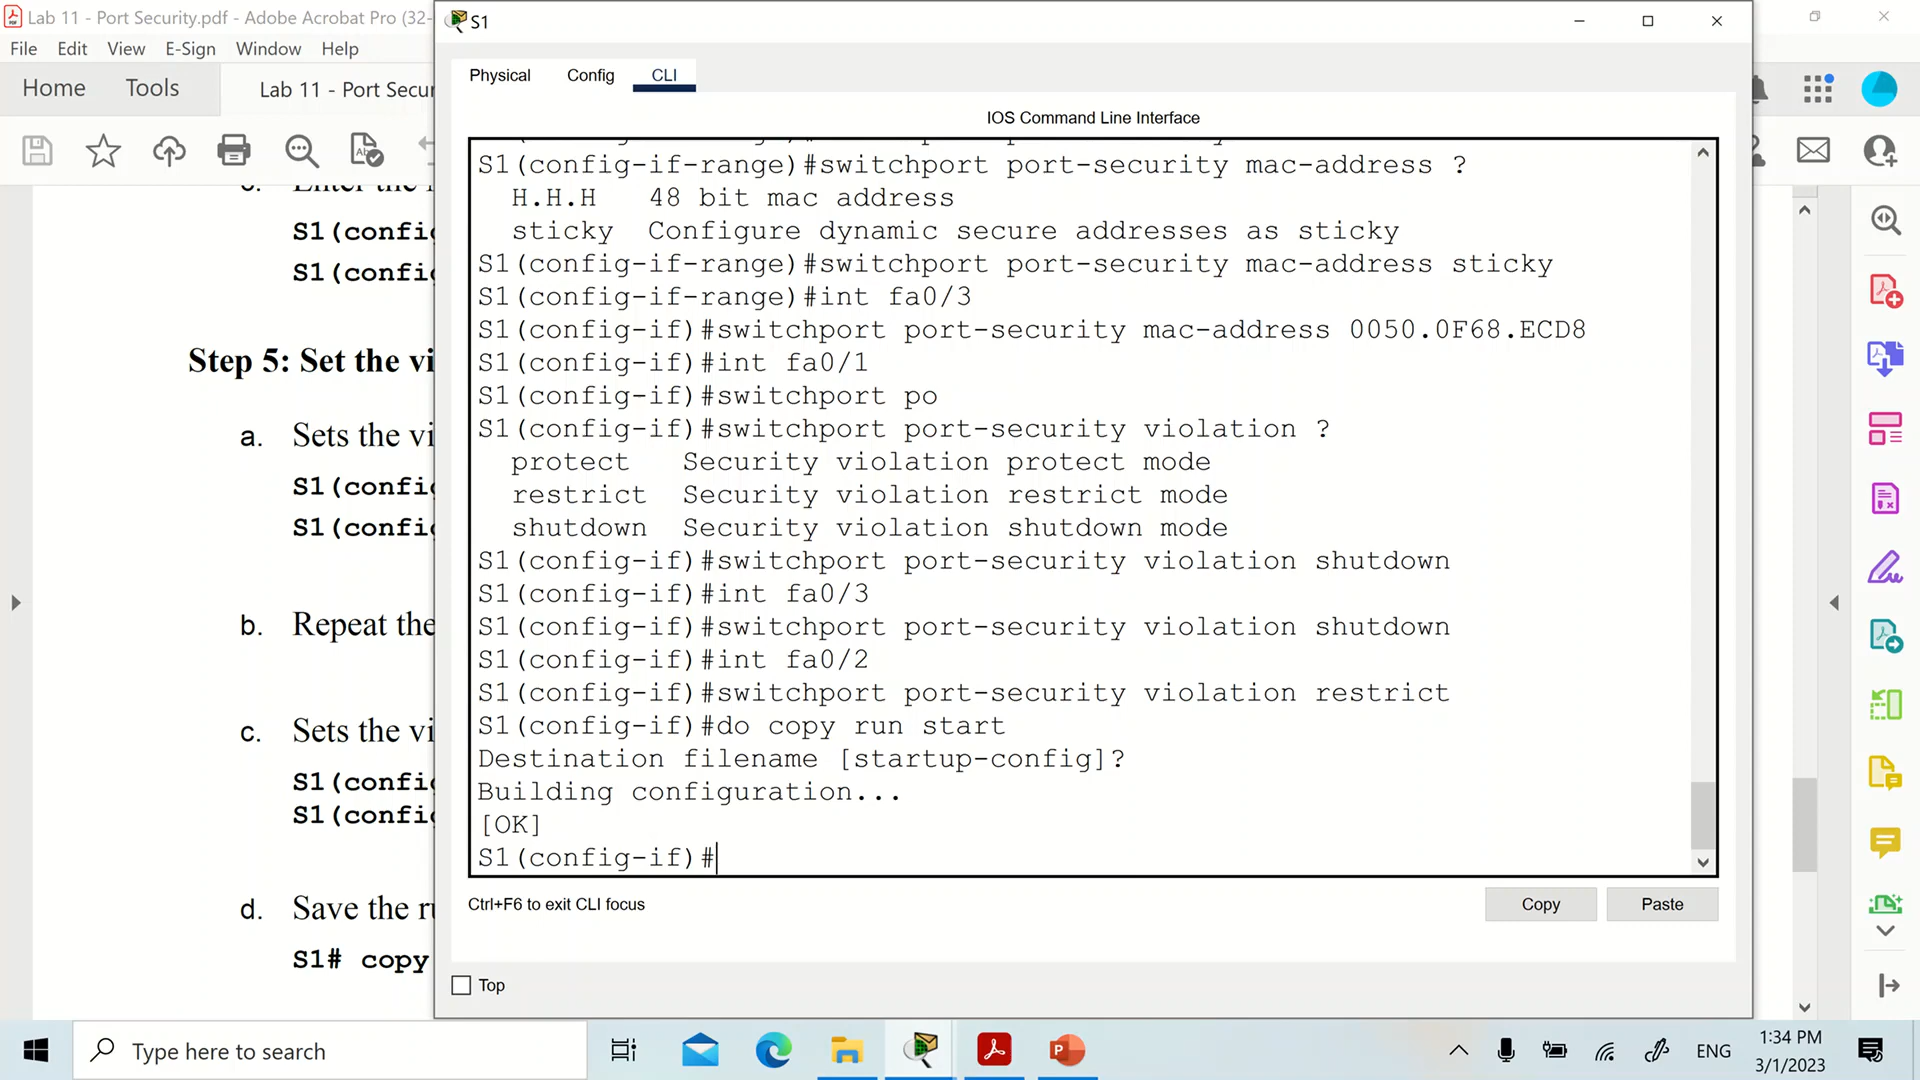 Lab 11 - Port Security.pdf - Adobe Acrobat Pro (32-
File Edit View E-Sign Window Help
Home Tools Lab 11 - Port Secur
S1(config
S1(config
Step 5: Set the vi
a. Sets the vi
S1(config
S1(config
b. Repeat the
c. Sets the vi
S1(config
S1(config
d. Save the ru
S1# copy
S1
Physical Config CLI
IOS Command Line Interface
S1(config-if-range)#switchport port-security mac-address ?
H.H.H 48 bit mac address
sticky Configure dynamic secure addresses as sticky
S1(config-if-range)#switchport port-security mac-address sticky
S1(config-if-range)#int fa0/3
S1(config-if)#switchport port-security mac-address 0050.0F68.ECD8
S1(config-if)#int fa0/1
S1(config-if)#switchport po
S1(config-if)#switchport port-security violation ?
protect Security violation protect mode
restrict Security violation restrict mode
shutdown Security violation shutdown mode
S1(config-if)#switchport port-security violation shutdown
S1(config-if)#int fa0/3
S1(config-if)#switchport port-security violation shutdown
S1(config-if)#int fa0/2
S1(config-if)#switchport port-security violation restrict
S1(config-if)#do copy run start
Destination filename [startup-config]?
Building configuration...
[OK]
S1(config-if)#
Ctrl+F6 to exit CLI focus
Copy Paste
Top
Type here to search
ENG
1:34 PM
3/1/2023